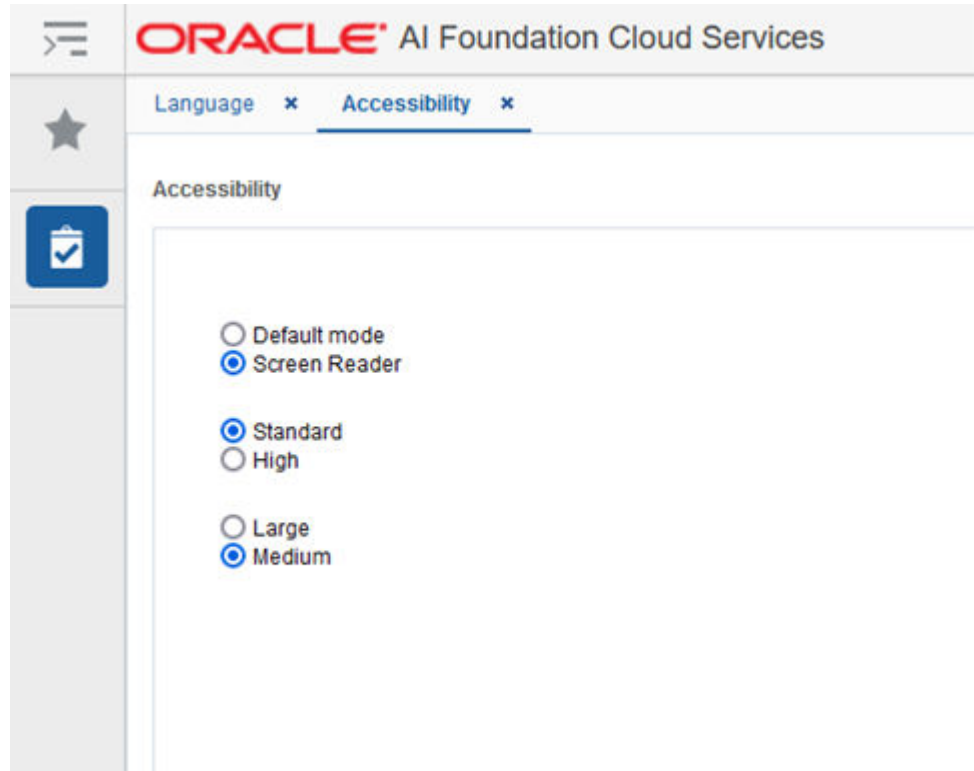 ORACLE AI Foundation Cloud Services
Language × Accessibility ×
Accessibility
Default mode
Screen Reader
Standard
High
Large
Medium